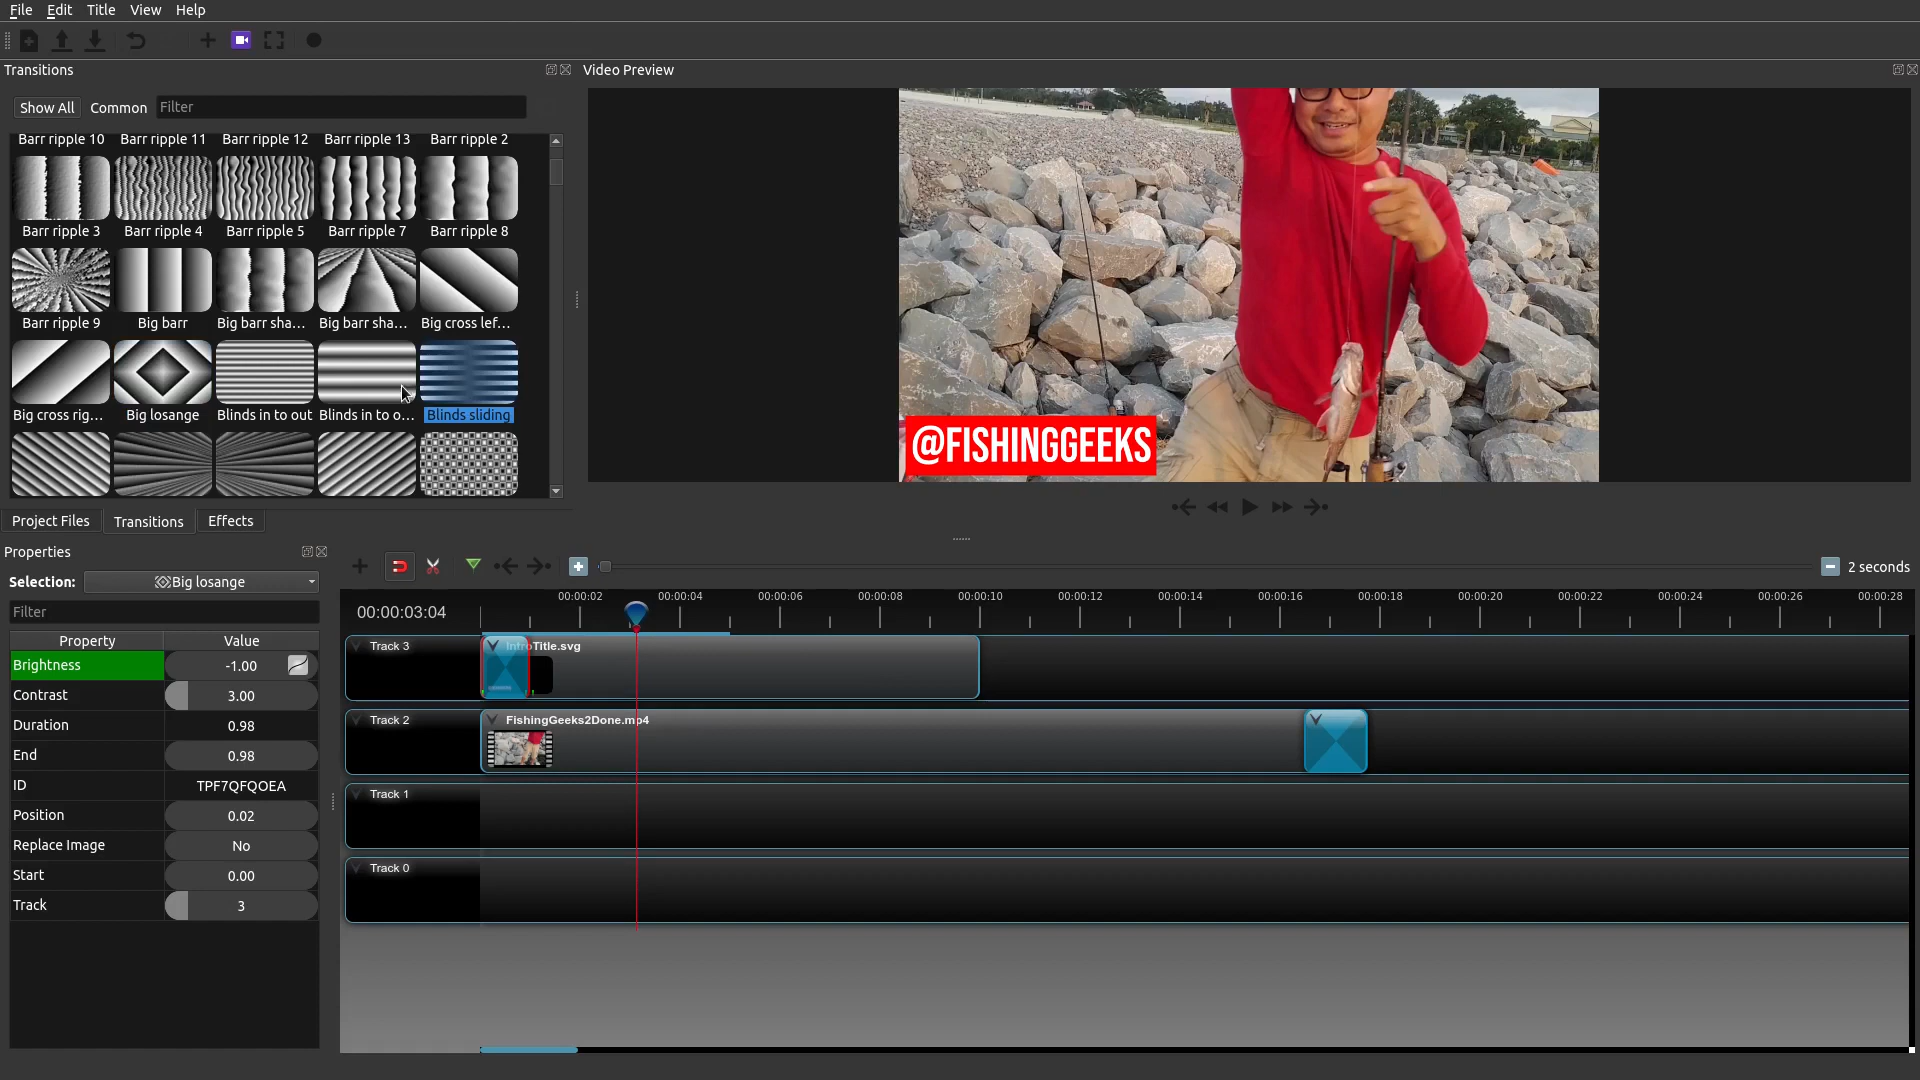 File Edit Title View Help
Transitions
Video Preview
Show All Common Filter
Barr ripple 10 Barr ripple 11 Barr ripple 12 Barr ripple 13 Barr ripple 2
Barr ripple 3 Barr ripple 4 Barr ripple 5 Barr ripple 7 Barr ripple 8
Barr ripple 9 Big barr Big barr sha... Big barr sha... Big cross lef...
Big cross rig... Big losange Blinds in to out Blinds in to o... Blinds sliding
@FISHINGGEEKS
Project Files Transitions Effects
Properties
Selection: Big losange
2 seconds
Filter
Property Value
Brightness -1.00
Contrast 3.00
Duration 0.98
End 0.98
ID TPF7QFQOEA
Position 0.02
Replace Image No
Start 0.00
Track 3
00:00:03:04
00:00:02 00:00:04 00:00:06 00:00:08 00:00:10 00:00:12 00:00:14 00:00:16 00:00:18 00:00:20 00:00:22 00:00:24 00:00:26 00:00:28
Track 3 IntroTitle.svg
Track 2 FishingGeeks2Done.mp4
Track 1
Track 0